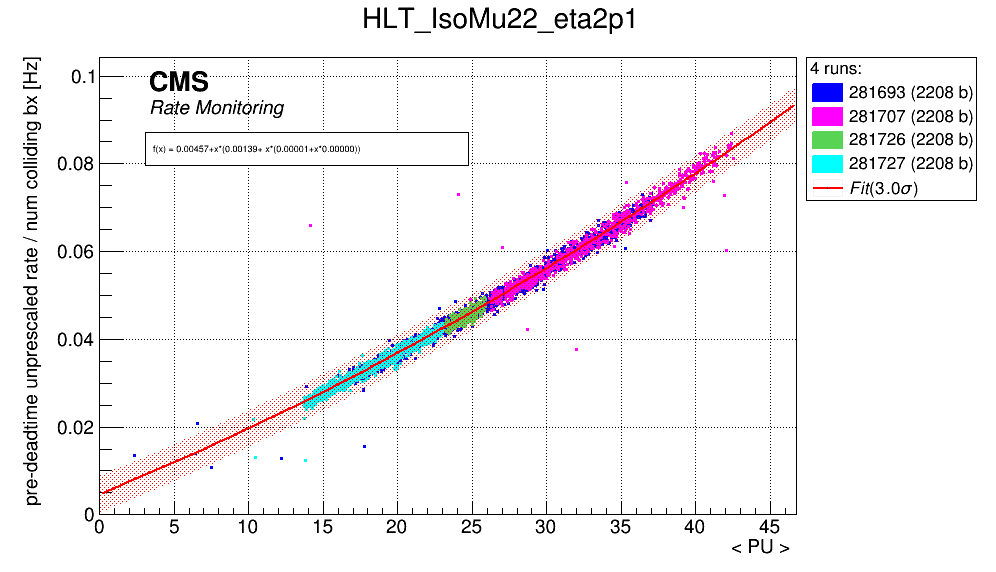 HLT_IsoMu22_eta2p1
pre-deadtime unprescaled rate / num colliding bx [Hz]
0.1
0.08
0.06
0.04
0.02
0
CMS
Rate Monitoring
f(x) = 0.00457+x*(0.00139+ x*(0.00001+x*0.00000))
0 5 10 15 20 25 30 35 40 45
< PU >
4 runs:
281693 (2208 b)
281707 (2208 b)
281726 (2208 b)
281727 (2208 b)
Fit(3.0σ)